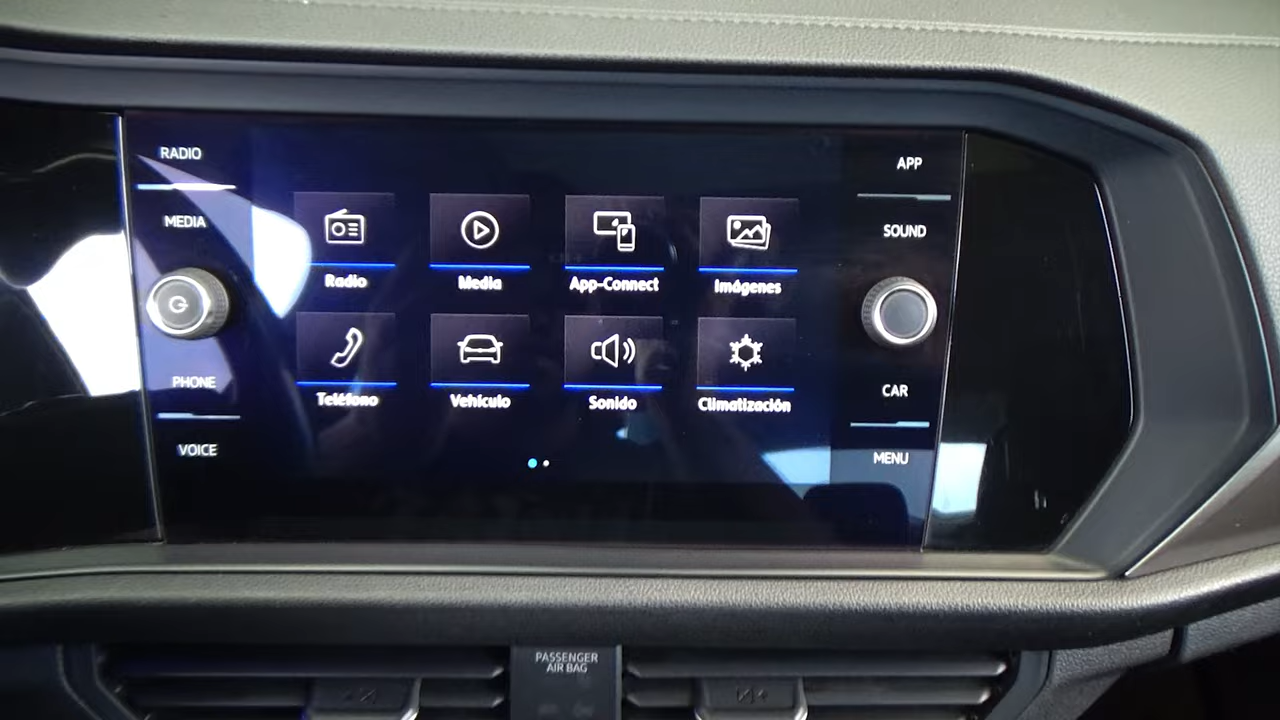 RADIO
APP
MEDIA
SOUND
Radio
Media
App-Connect
Imágenes
PHONE
CAR
Teléfono
Vehículo
Sonido
Climatización
VOICE
MENU
PASSENGER
AIR BAG